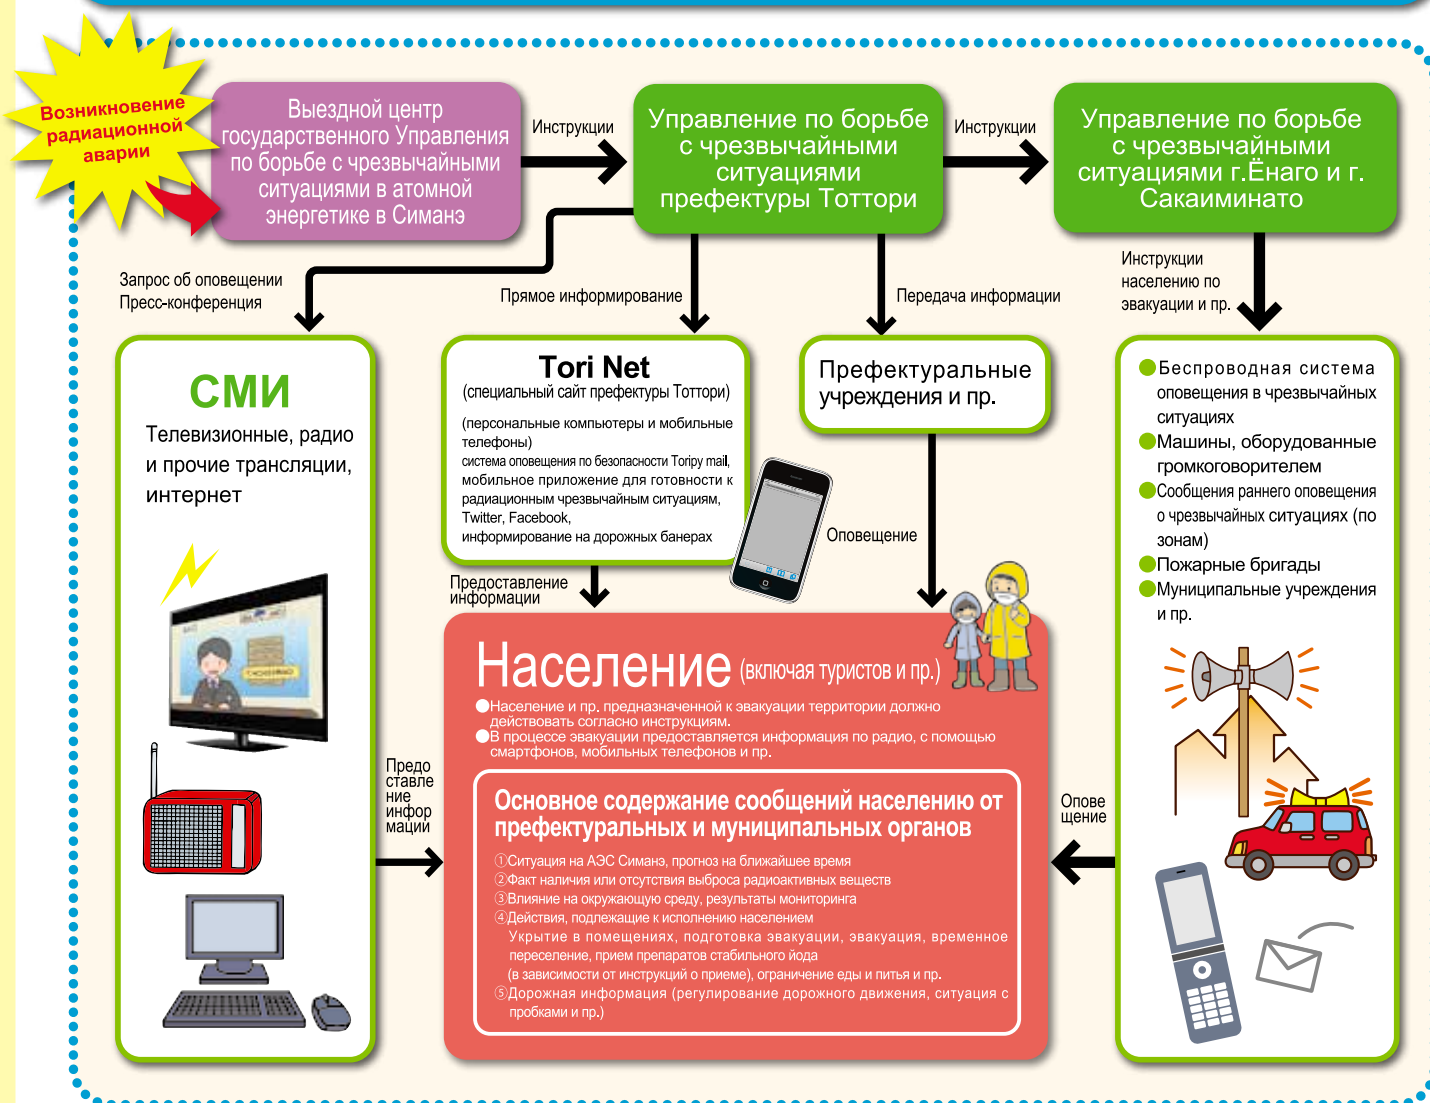 Возникновение
радиационной
аварии
Выездной центр
государственного Управления
по борьбе с чрезвычайными
ситуациями в атомной
энергетике в Симанэ
Инструкции
Управление по борьбе
с чрезвычайными
ситуациями
префектуры Тоттори
Инструкции
Управление по борьбе
с чрезвычайными
ситуациями г.Ёнаго и г.
Сакаиминато
Запрос об оповещении
Пресс-конференция
Прямое информирование
Передача информации
Инструкции
населению по
эвакуации и пр.
СМИ
Телевизионные, радио
и прочие трансляции,
интернет
Tori Net
(специальный сайт префектуры Тоттори)
(персональные компьютеры и мобильные
телефоны)
система оповещения по безопасности Toripy mail,
мобильное приложение для готовности к
радиационным чрезвычайным ситуациям,
Twitter, Facebook,
информирование на дорожных банерах
Префектуральные
учреждения и пр.
●Беспроводная система
оповещения в чрезвычайных
ситуациях
●Машины, оборудованные
громкоговорителем
●Сообщения раннего оповещения
о чрезвычайных ситуациях (по
зонам)
●Пожарные бригады
●Муниципальные учреждения
и пр.
Оповещение
Предоставление
информации
Население (включая туристов и пр.)
●Население и пр. предназначенной к эвакуации территории должно
действовать согласно инструкциям.
●В процессе эвакуации предоставляется информация по радио, с помощью
смартфонов, мобильных телефонов и пр.
Предо
ставле
ние
инфор
мации
Опове
щение
Основное содержание сообщений населению от
префектуральных и муниципальных органов
①Ситуация на АЭС Симанэ, прогноз на ближайшее время
②Факт наличия или отсутствия выброса радиоактивных веществ
③Влияние на окружающую среду, результаты мониторинга
④Действия, подлежащие к исполнению населением
Укрытие в помещениях, подготовка эвакуации, эвакуация, временное
переселение, прием препаратов стабильного йода
(в зависимости от инструкций о приеме), ограничение еды и питья и пр.
⑤Дорожная информация (регулирование дорожного движения, ситуация с
пробками и пр.)